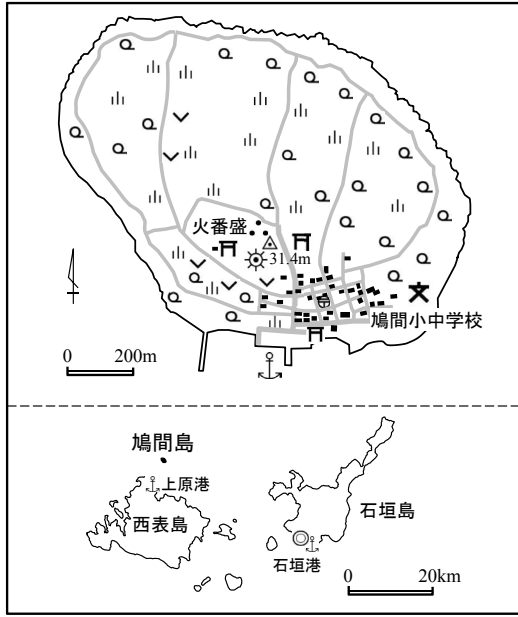 火番盛
31.4m
鳩間小中学校
0 200m
鳩間島
上原港
西表島
石垣島
石垣港
0 20km